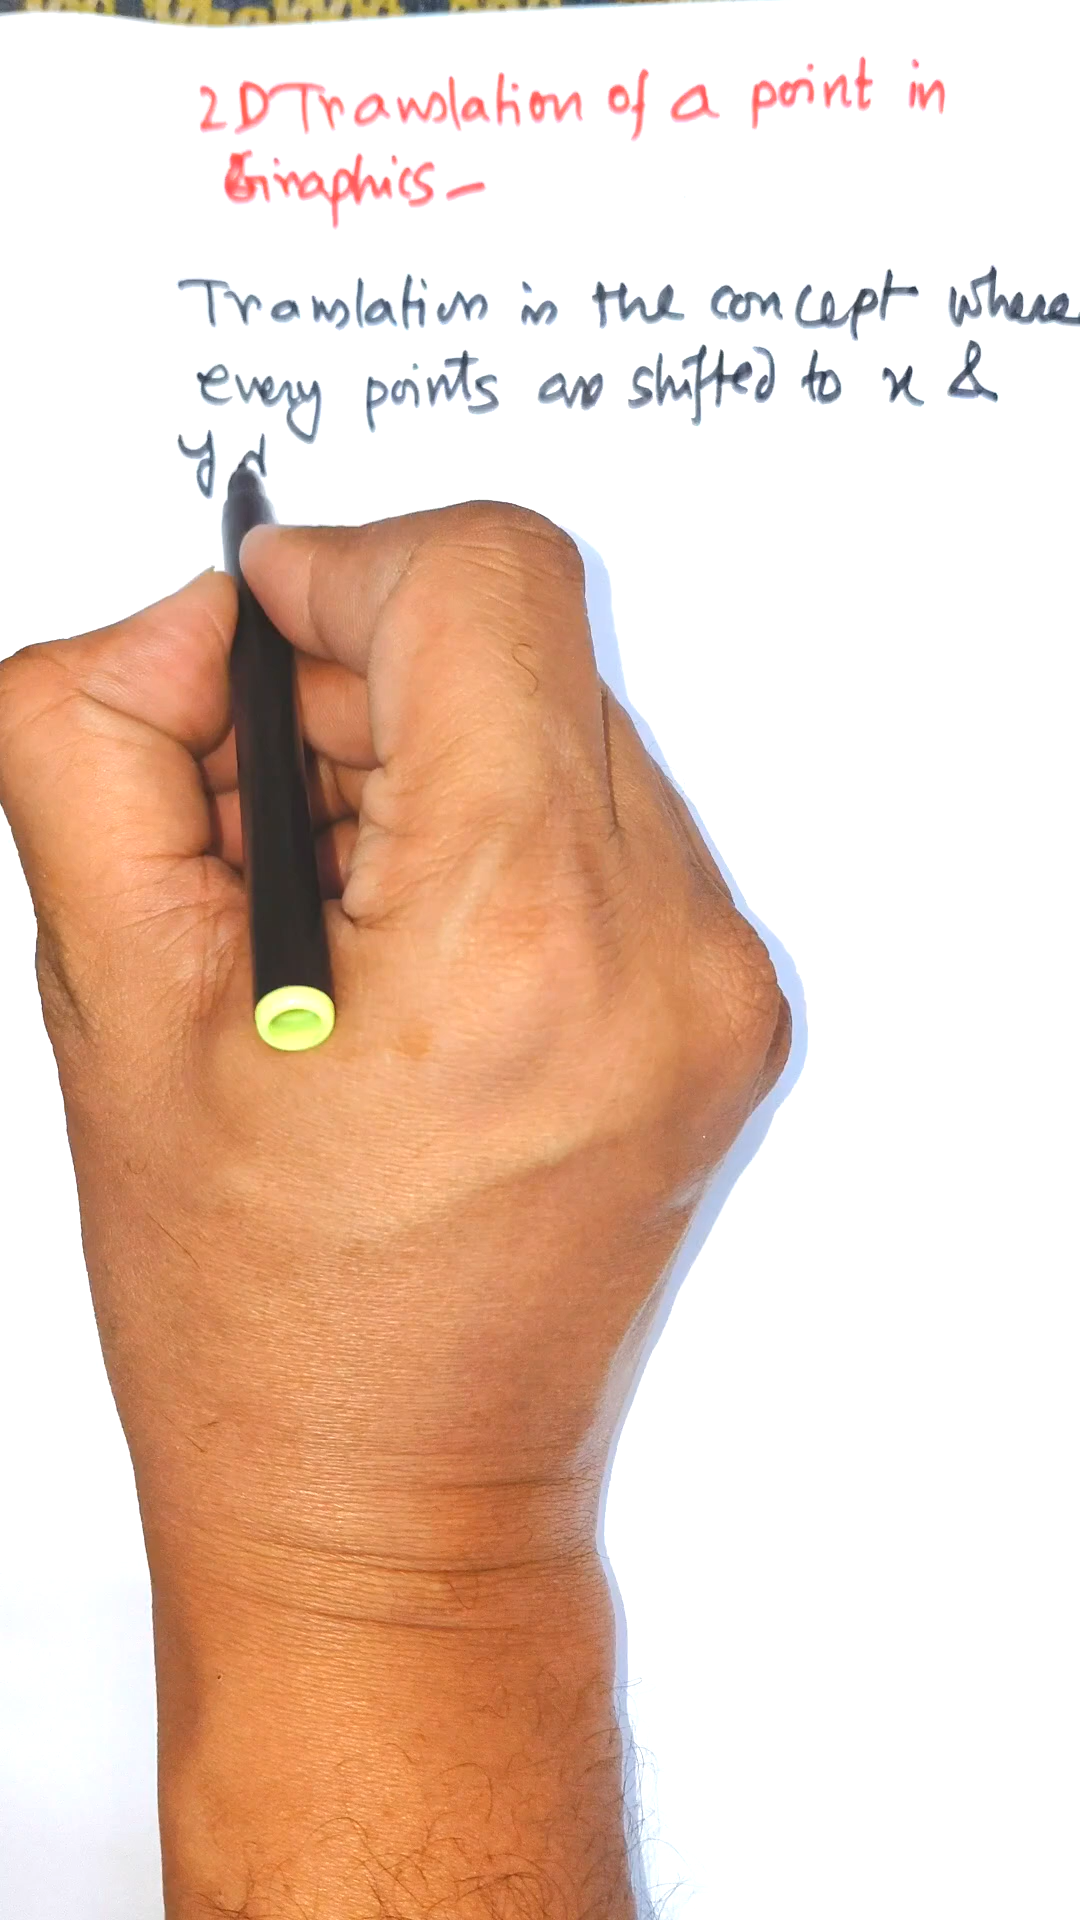 2D Translation of a point in
Graphics -
Translation is the concept where
every points are shifted to x &
y d